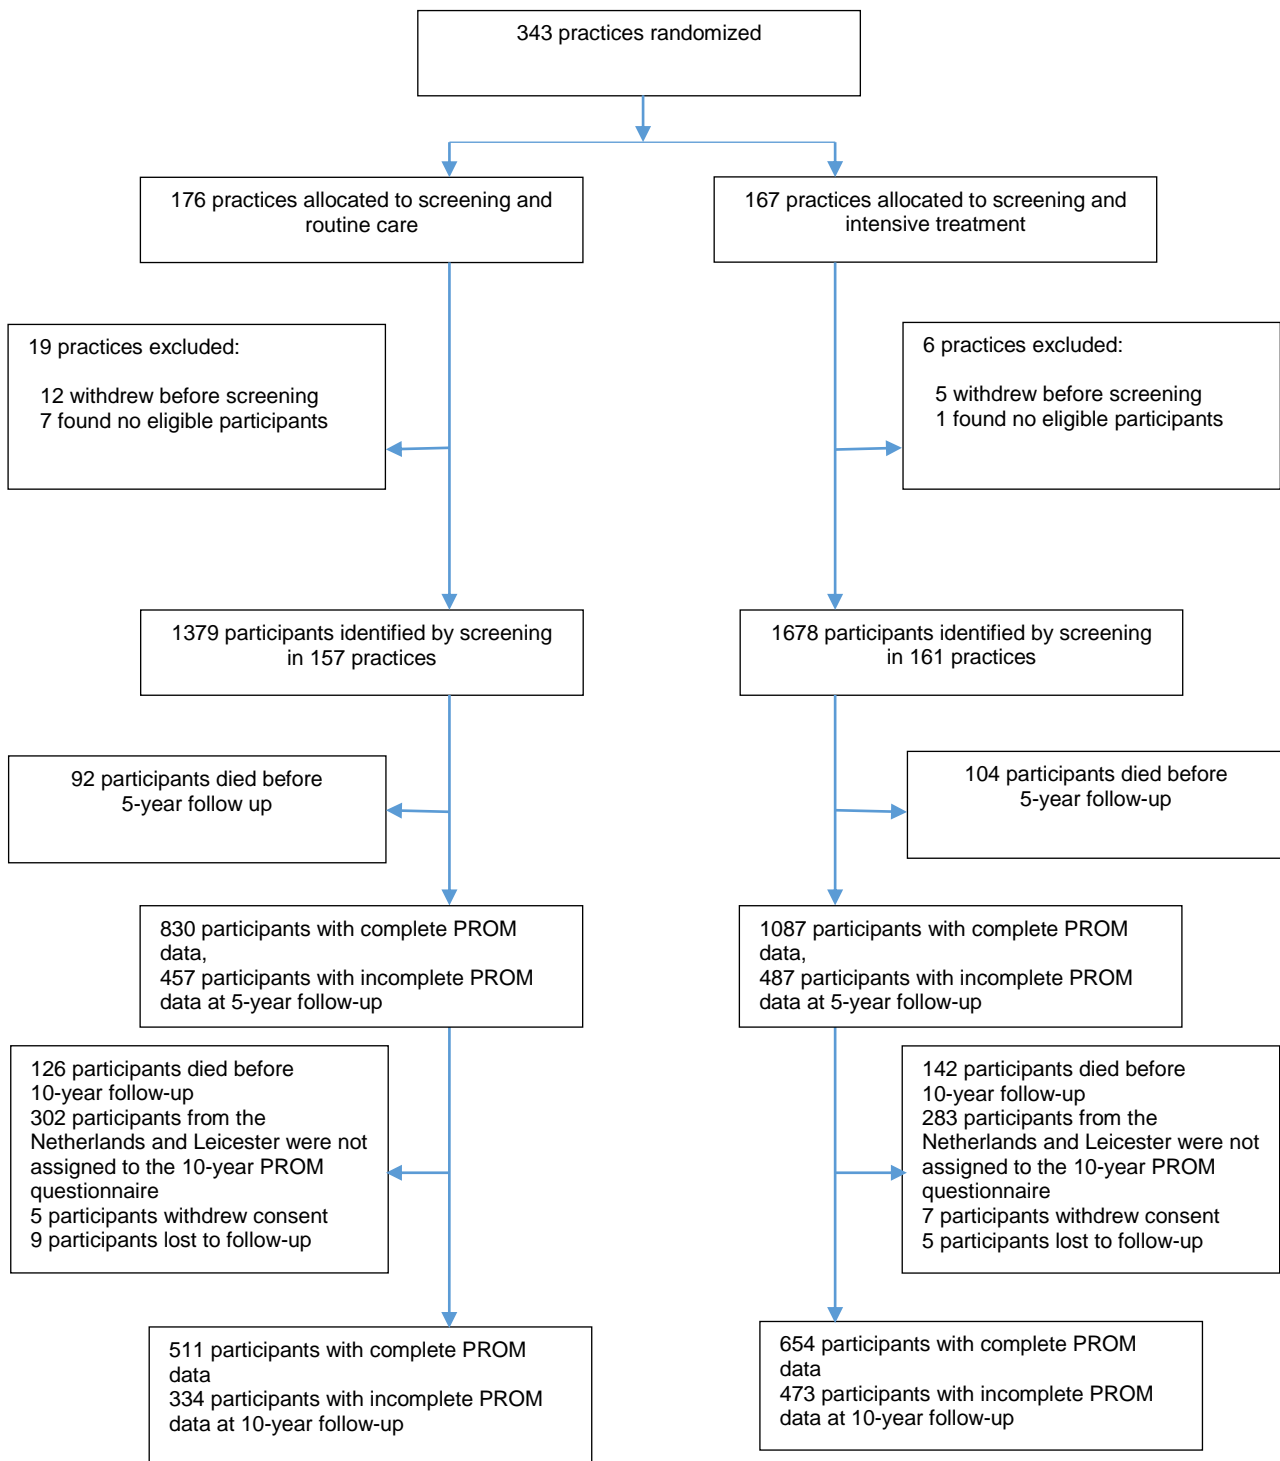 343 practices randomized
176 practices allocated to screening and
routine care
167 practices allocated to screening and
intensive treatment
19 practices excluded:
12 withdrew before screening
7 found no eligible participants
6 practices excluded:
5 withdrew before screening
1 found no eligible participants
1379 participants identified by screening
in 157 practices
1678 participants identified by screening
in 161 practices
92 participants died before
5-year follow up
104 participants died before
5-year follow-up
830 participants with complete PROM
data,
457 participants with incomplete PROM
data at 5-year follow-up
1087 participants with complete PROM
data,
487 participants with incomplete PROM
data at 5-year follow-up
126 participants died before
10-year follow-up
302 participants from the
Netherlands and Leicester were not
assigned to the 10-year PROM
questionnaire
5 participants withdrew consent
9 participants lost to follow-up
142 participants died before
10-year follow-up
283 participants from the
Netherlands and Leicester were not
assigned to the 10-year PROM
questionnaire
7 participants withdrew consent
5 participants lost to follow-up
511 participants with complete PROM
data
334 participants with incomplete PROM
data at 10-year follow-up
654 participants with complete PROM
data
473 participants with incomplete PROM
data at 10-year follow-up